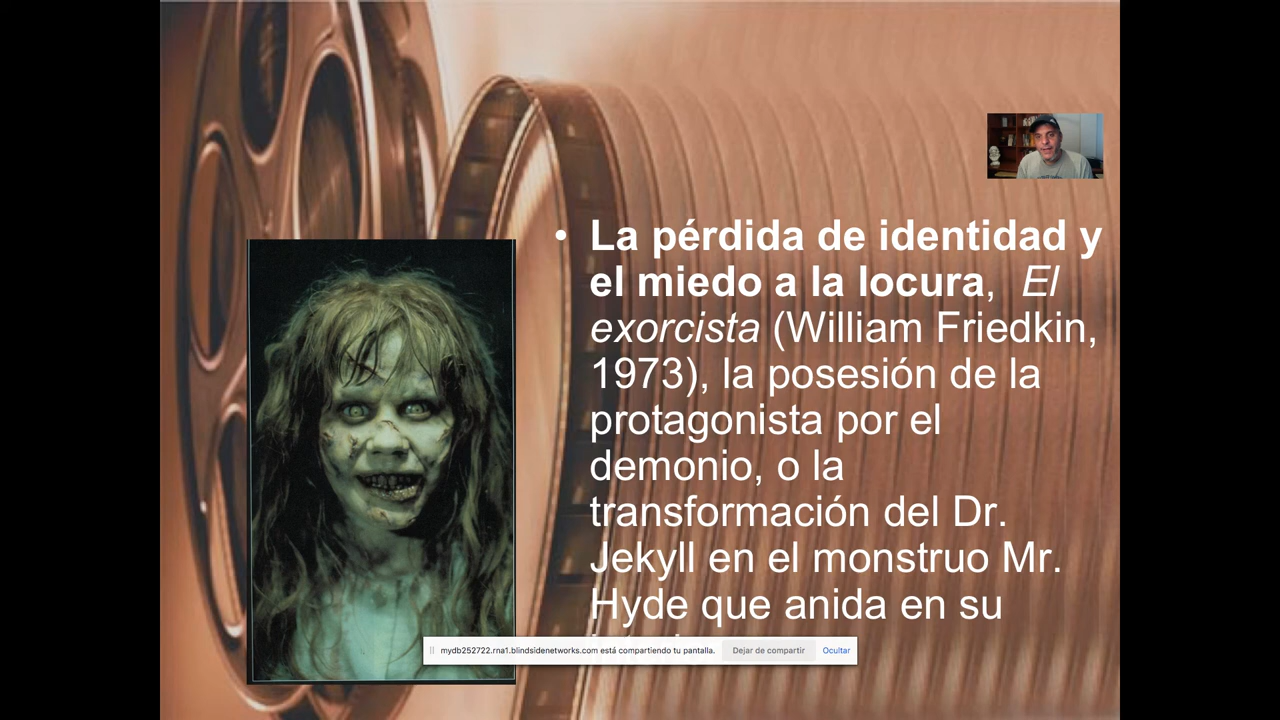 • La pérdida de identidad y
el miedo a la locura, El
exorcista (William Friedkin,
1973), la posesión de la
protagonista por el
demonio, o la
transformación del Dr.
Jekyll en el monstruo Mr.
Hyde que anida en su
mydb252722.rna1.blindsidenetworks.com está compartiendo tu pantalla. Dejar de compartir Ocultar